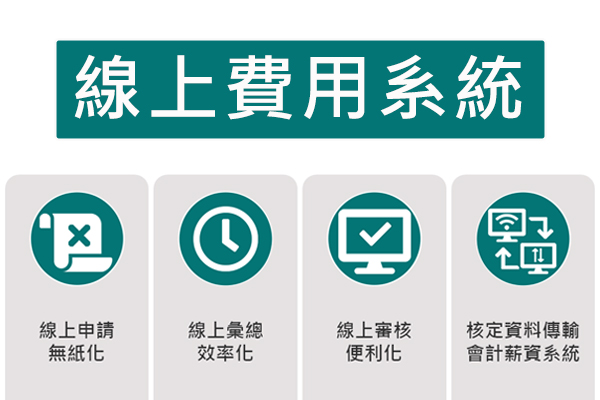 線上費用系統
線上申請
無紙化
線上彙總
效率化
線上審核
便利化
核定資料傳輸
會計薪資系統